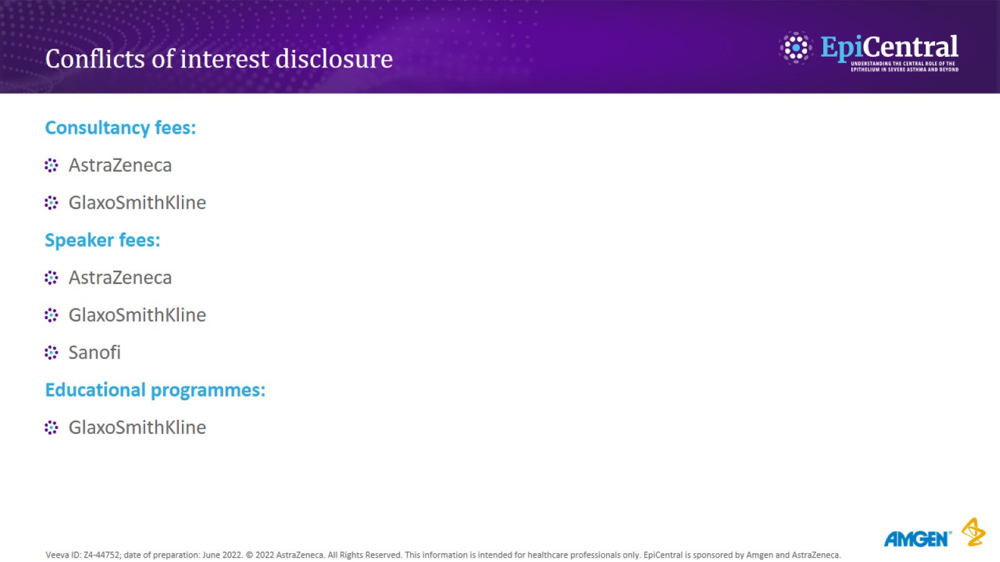 Conflicts of interest disclosure
EpiCentral
UNDERSTANDING THE CENTRAL ROLE OF THE
EPITHELIUM IN SEVERE ASTHMA AND BEYOND
Consultancy fees:
AstraZeneca
GlaxoSmithKline
Speaker fees:
AstraZeneca
GlaxoSmithKline
Sanofi
Educational programmes:
GlaxoSmithKline
AMGEN®
Veeva ID: Z4-44752; date of preparation: June 2022. © 2022 AstraZeneca. All Rights Reserved. This information is intended for healthcare professionals only. EpiCentral is sponsored by Amgen and AstraZeneca.